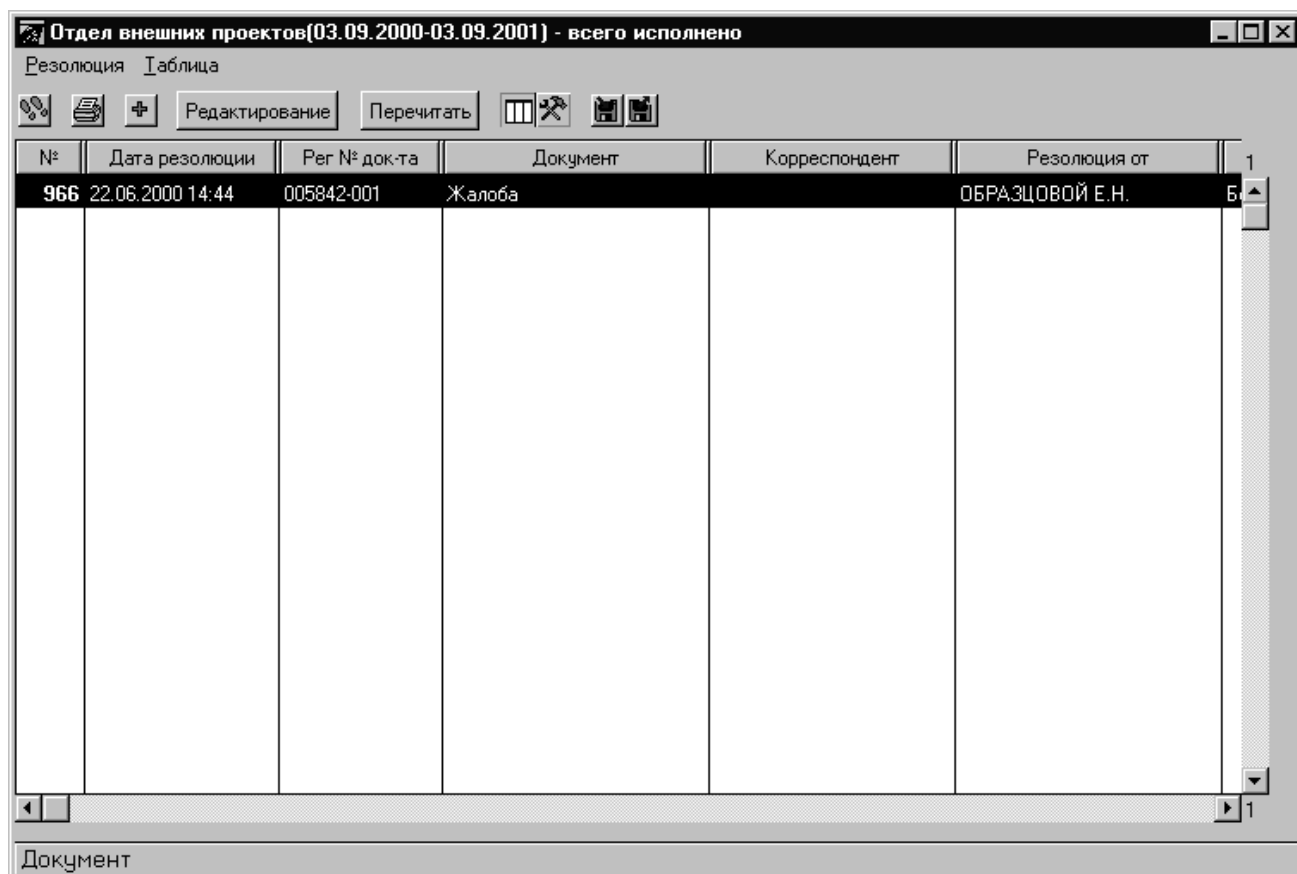 Отдел внешних проектов(03.09.2000-03.09.2001) - всего исполнено
Резолюция Таблица
Редактирование Перечитать
№ Дата резолюции Рег № док-та Документ Корреспондент Резолюция от 1
966 22.06.2000 14:44 005842-001 Жалоба ОБРАЗЦОВОЙ Е.Н.
1
Документ